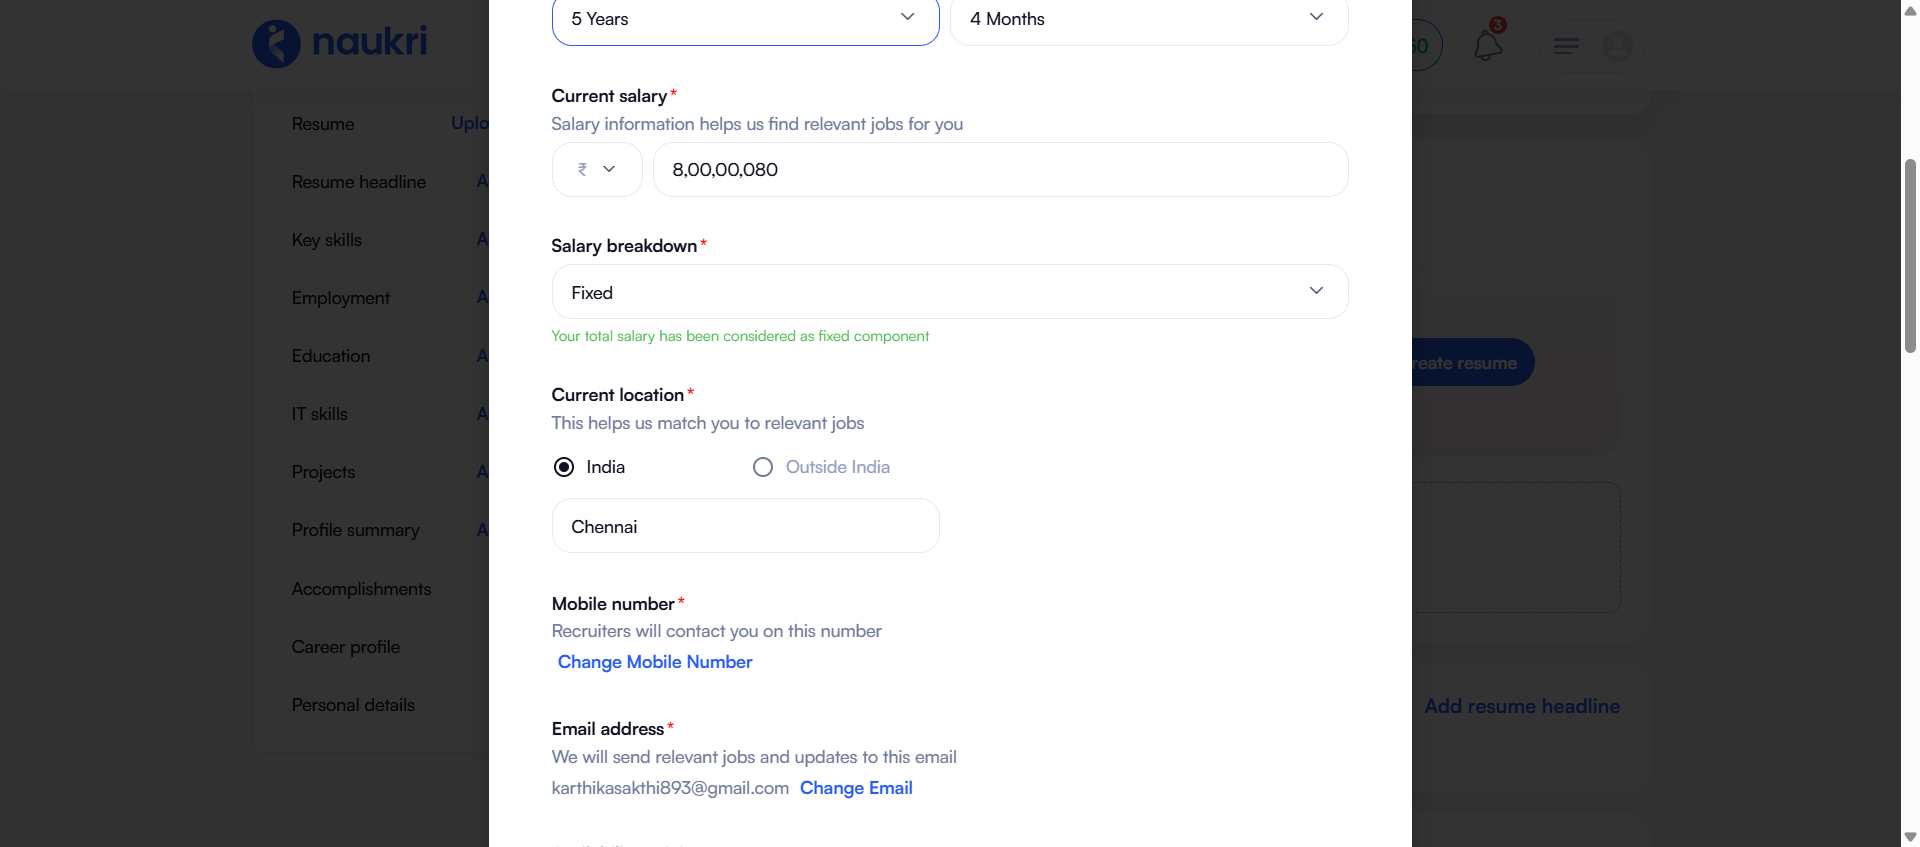 naukri
5 Years
4 Months
3
Current salary*
Salary information helps us find relevant jobs for you
₹
8,00,00,080
Salary breakdown*
Fixed
Your total salary has been considered as fixed component
Current location*
This helps us match you to relevant jobs
India
Outside India
Chennai
Mobile number*
Recruiters will contact you on this number
Change Mobile Number
Email address*
We will send relevant jobs and updates to this email
karthikasakthi893@gmail.com Change Email
Resume
Uplo
Resume headline
A
Key skills
A
Employment
A
Education
A
IT skills
A
Projects
A
Profile summary
A
Accomplishments
Career profile
Personal details
reate resume
Add resume headline